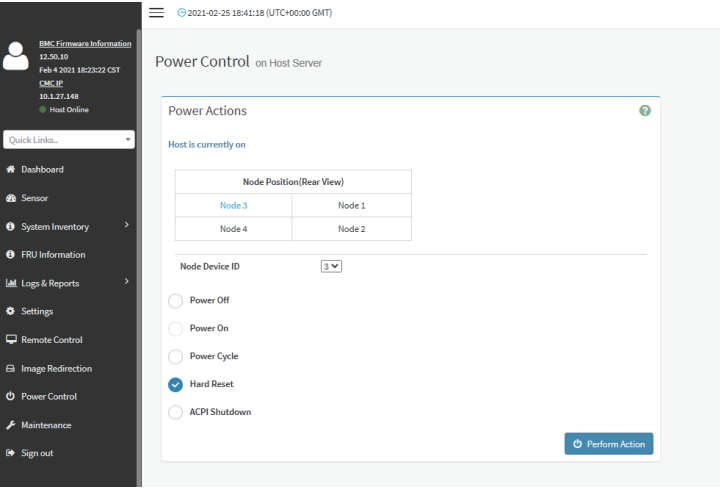 2021-02-25 18:41:18 (UTC+00:00 GMT)
BMC Firmware Information
12.50.10
Feb 4 2021 18:23:22 CST
CMC IP
10.1.27.148
Host Online
Quick Links...
Dashboard
Sensor
System Inventory
FRU Information
Logs & Reports
Settings
Remote Control
Image Redirection
Power Control
Maintenance
Sign out
Power Control on Host Server
Power Actions
Host is currently on
Node Position(Rear View)
Node 3 Node 1
Node 4 Node 2
Node Device ID 3
Power Off
Power On
Power Cycle
Hard Reset
ACPI Shutdown
Perform Action